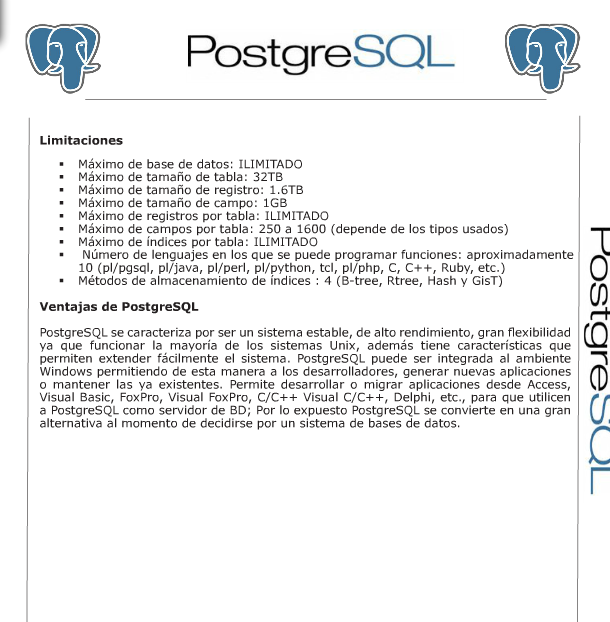 PostgreSQL
Limitaciones
▪ Máximo de base de datos: ILIMITADO
▪ Máximo de tamaño de tabla: 32TB
▪ Máximo de tamaño de registro: 1.6TB
▪ Máximo de tamaño de campo: 1GB
▪ Máximo de registros por tabla: ILIMITADO
▪ Máximo de campos por tabla: 250 a 1600 (depende de los tipos usados)
▪ Máximo de índices por tabla: ILIMITADO
▪ Número de lenguajes en los que se puede programar funciones: aproximadamente
10 (pl/pgsql, pl/java, pl/perl, pl/python, tcl, pl/php, C, C++, Ruby, etc.)
▪ Métodos de almacenamiento de índices : 4 (B-tree, Rtree, Hash y GisT)
Ventajas de PostgreSQL
PostgreSQL se caracteriza por ser un sistema estable, de alto rendimiento, gran flexibilidad
ya que funcionar la mayoría de los sistemas Unix, además tiene características que
permiten extender fácilmente el sistema. PostgreSQL puede ser integrada al ambiente
Windows permitiendo de esta manera a los desarrolladores, generar nuevas aplicaciones
o mantener las ya existentes. Permite desarrollar o migrar aplicaciones desde Access,
Visual Basic, FoxPro, Visual FoxPro, C/C++ Visual C/C++, Delphi, etc., para que utilicen
a PostgreSQL como servidor de BD; Por lo expuesto PostgreSQL se convierte en una gran
alternativa al momento de decidirse por un sistema de bases de datos.
PostgreSQL